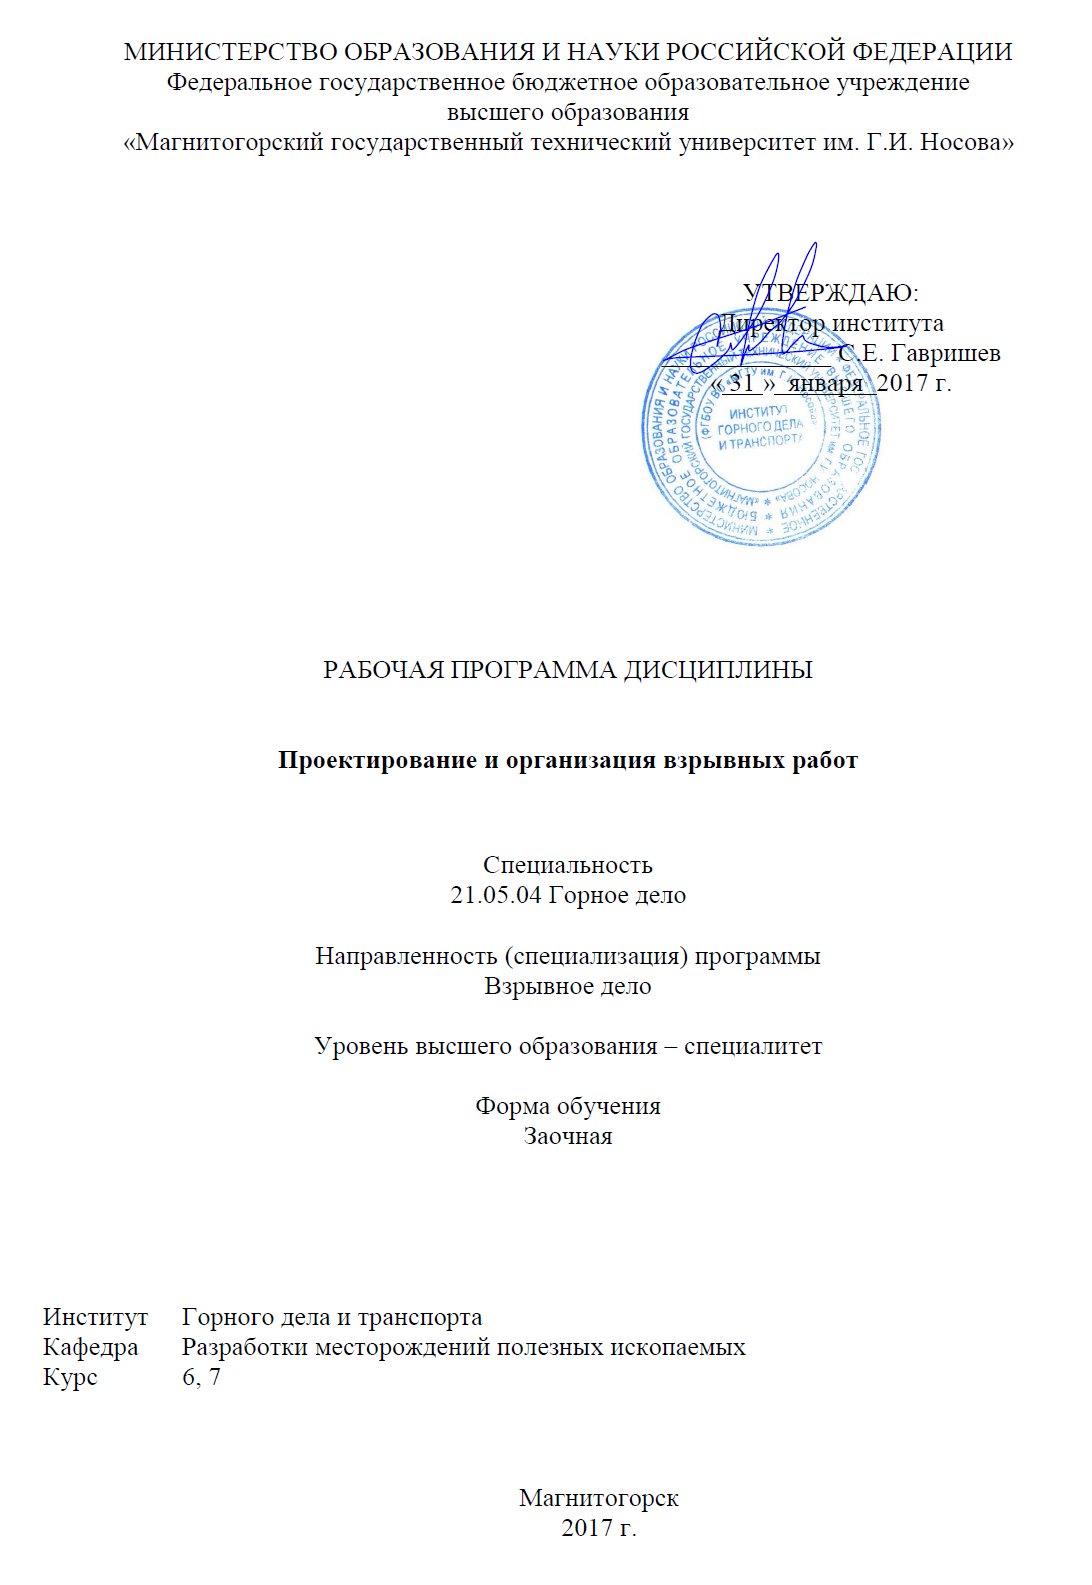 МИНИСТЕРСТВО ОБРАЗОВАНИЯ И НАУКИ РОССИЙСКОЙ ФЕДЕРАЦИИ
Федеральное государственное бюджетное образовательное учреждение
высшего образования
«Магнитогорский государственный технический университет им. Г.И. Носова»
УТВЕРЖДАЮ:
Директор института
С.Е. Гавришев
« 31 » января 2017 г.
ИНСТИТУТ
ГОРНОГО ДЕЛА
И ТРАНСПОРТА
РАБОЧАЯ ПРОГРАММА ДИСЦИПЛИНЫ
Проектирование и организация взрывных работ
Специальность
21.05.04 Горное дело
Направленность (специализация) программы
Взрывное дело
Уровень высшего образования – специалитет
Форма обучения
Заочная
Институт Горного дела и транспорта
Кафедра Разработки месторождений полезных ископаемых
Курс 6, 7
Магнитогорск
2017 г.